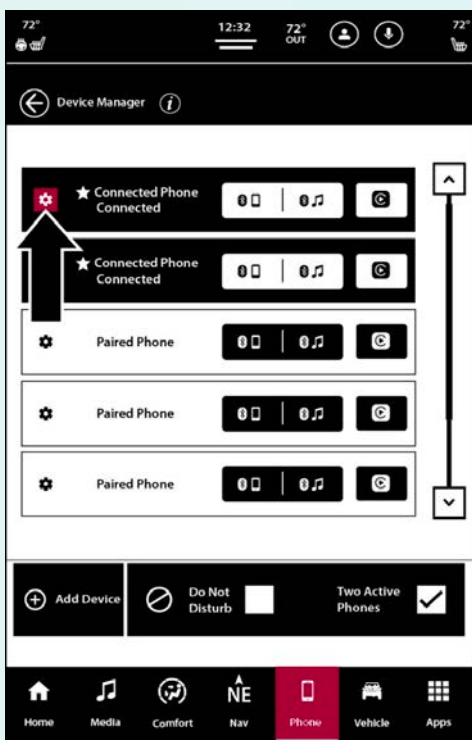 72° 12:32 72° 72°
OUT
Device Manager i
Connected Phone
Connected
Connected Phone
Connected
Paired Phone
Paired Phone
Paired Phone
Add Device Do Not Two Active
Disturb Phones
NE
Home Media Comfort Nav Phone Vehicle Apps